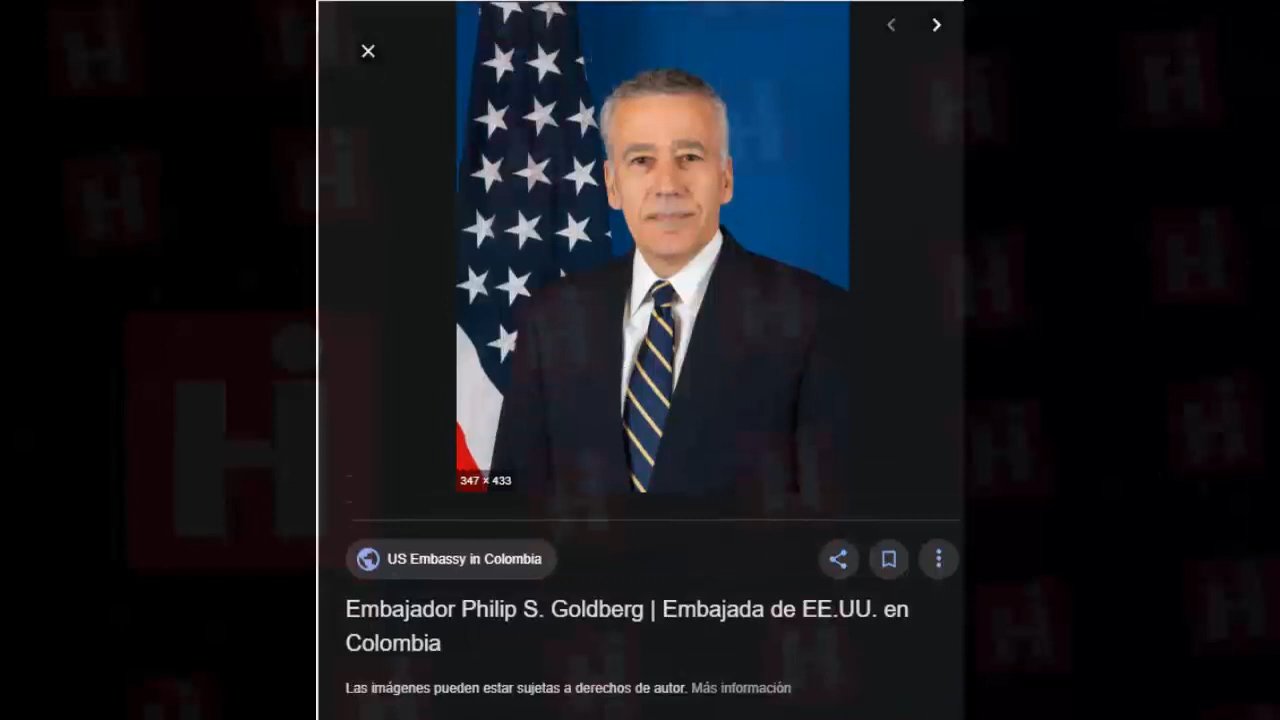 347 × 433
US Embassy in Colombia
Embajador Philip S. Goldberg | Embajada de EE.UU. en
Colombia
Las imágenes pueden estar sujetas a derechos de autor. Más información